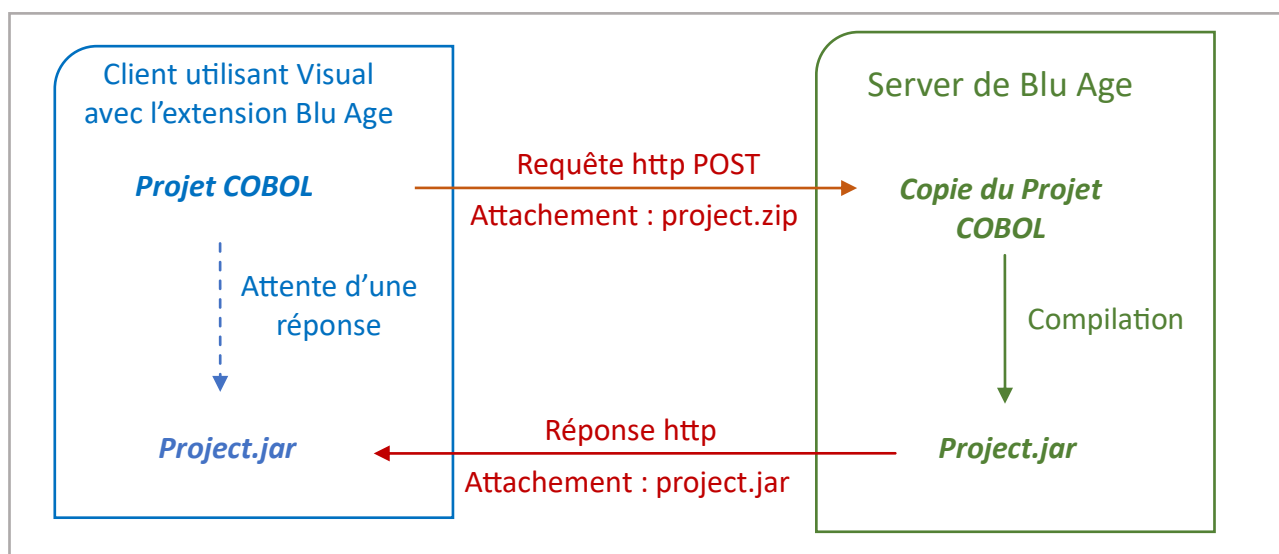 Client utilisant Visual
avec l’extension Blu Age
Server de Blu Age
Projet COBOL
Requête http POST
Attachement : project.zip
Copie du Projet
COBOL
Attente d’une
réponse
Compilation
Project.jar
Réponse http
Attachement : project.jar
Project.jar